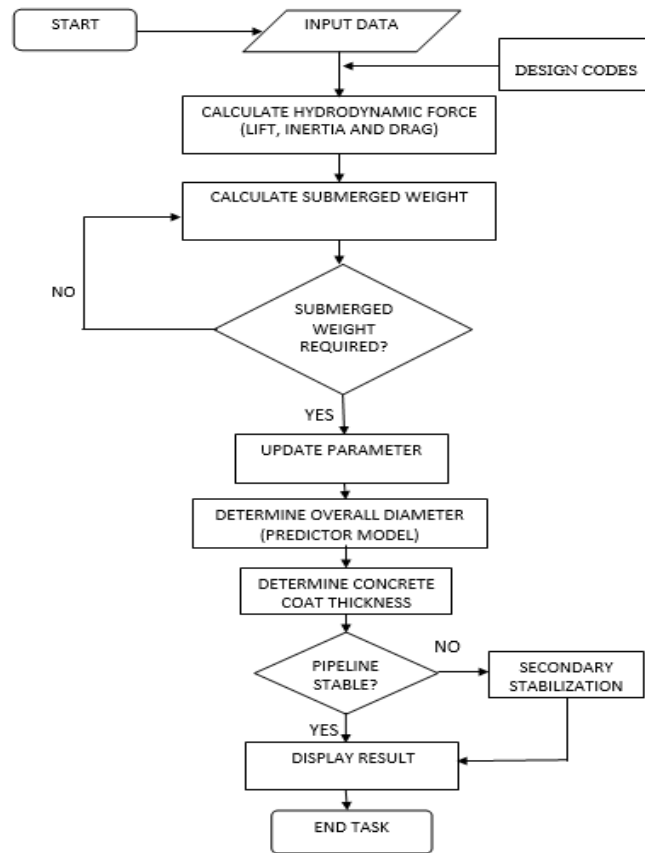 START
INPUT DATA
DESIGN CODES
CALCULATE HYDRODYNAMIC FORCE
(LIFT, INERTIA AND DRAG)
CALCULATE SUBMERGED WEIGHT
NO
SUBMERGED
WEIGHT
REQUIRED?
YES
UPDATE PARAMETER
DETERMINE OVERALL DIAMETER
(PREDICTOR MODEL)
DETERMINE CONCRETE
COAT THICKNESS
NO
PIPELINE
STABLE?
SECONDARY
STABILIZATION
YES
DISPLAY RESULT
END TASK